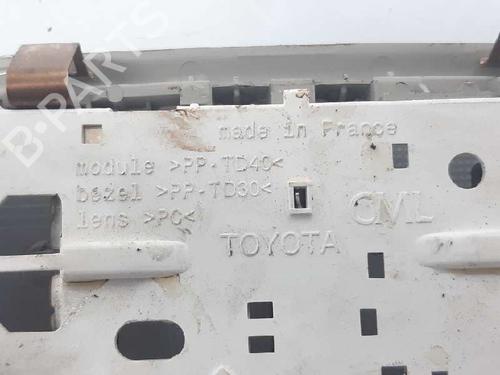 made in France
module >PP-TD40<
bezel >PP-TD30<
lens >PC<
CML
TOYOTA
B-PARTS